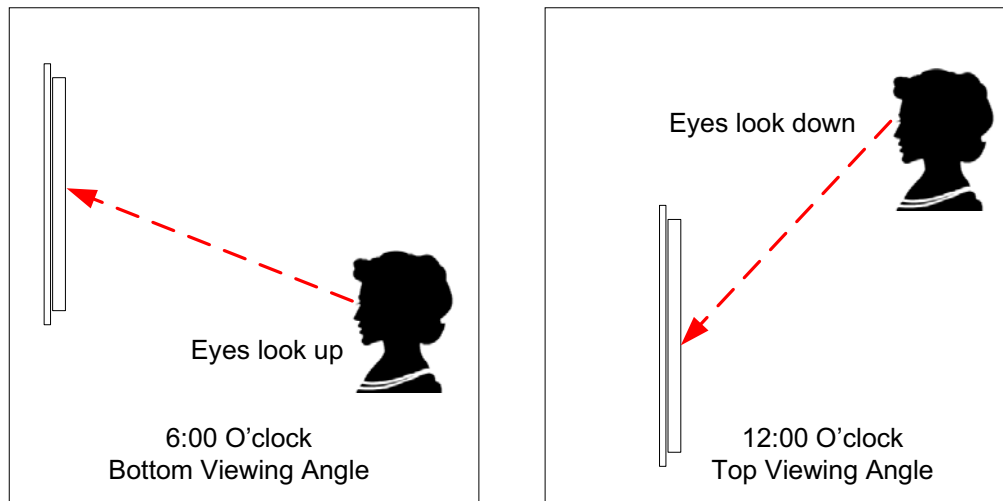 Eyes look up
6:00 O’clock
Bottom Viewing Angle
Eyes look down
12:00 O’clock
Top Viewing Angle